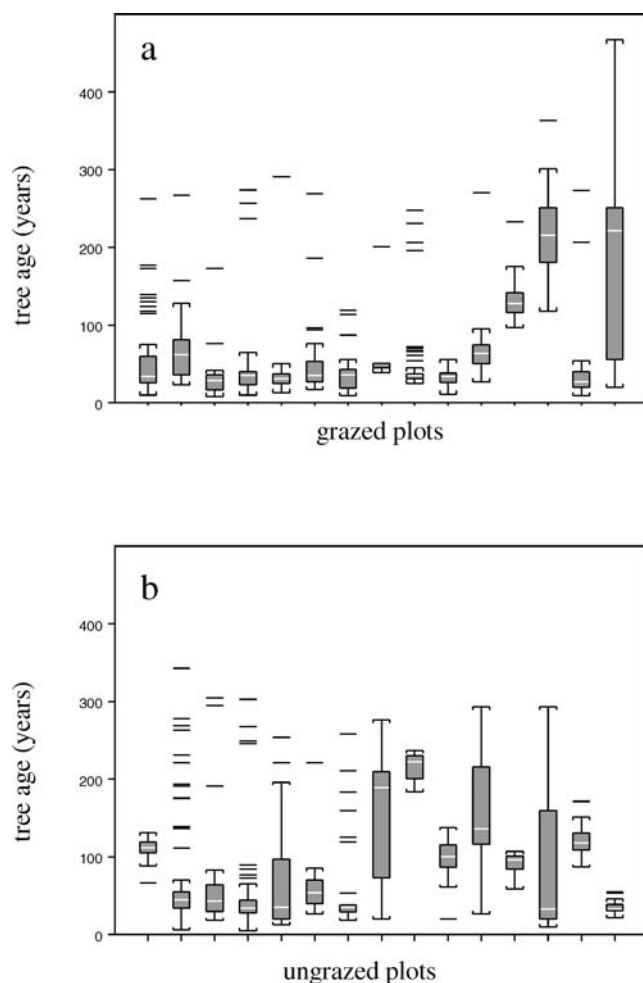 a
400
300
200
100
0
tree age (years)
grazed plots
b
400
300
200
100
0
tree age (years)
ungrazed plots